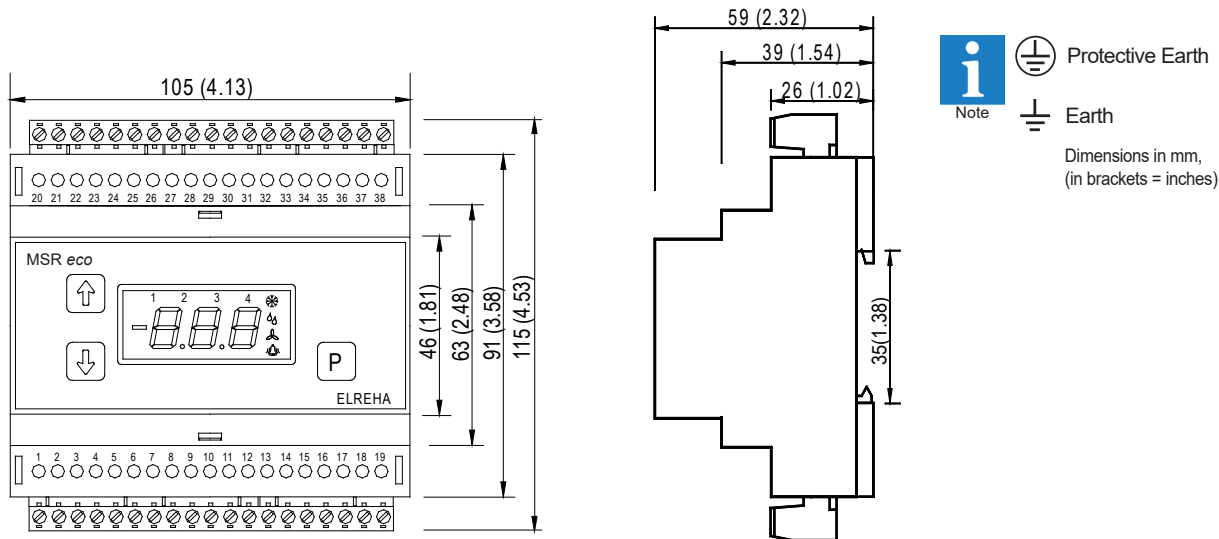 59 (2.32)
39 (1.54)
26 (1.02)
105 (4.13)
i
Note
Protective Earth
Earth
Dimensions in mm,
(in brackets = inches)
20 21 22 23 24 25 26 27 28 29 30 31 32 33 34 35 36 37 38
MSR eco
1 2 3 4
-8.8.8
P
ELREHA
46 (1.81)
63 (2.48)
91 (3.58)
115 (4.53)
35(1.38)
1 2 3 4 5 6 7 8 9 10 11 12 13 14 15 16 17 18 19